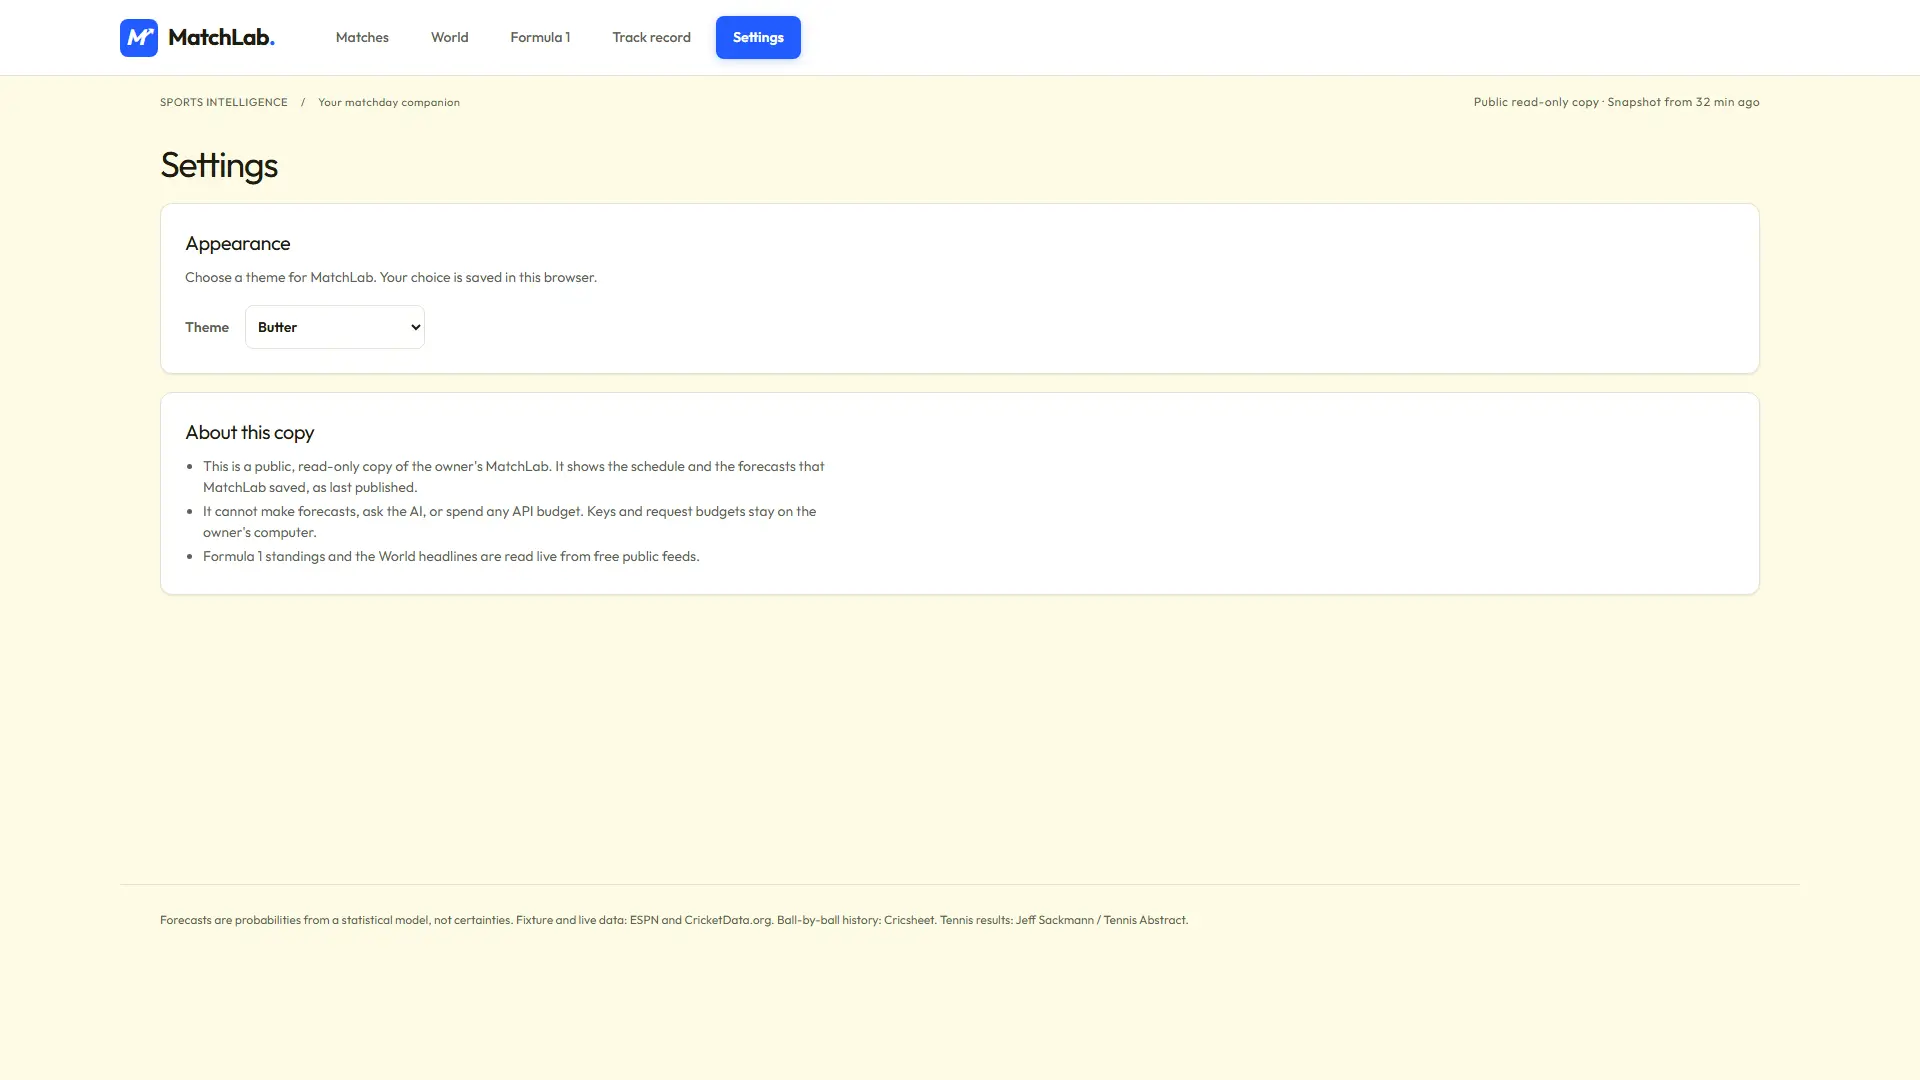 MatchLab.
Matches
World
Formula 1
Track record
Settings
SPORTS INTELLIGENCE / Your matchday companion
Public read-only copy · Snapshot from 32 min ago
Settings
Appearance
Choose a theme for MatchLab. Your choice is saved in this browser.
Theme
Butter
About this copy
This is a public, read-only copy of the owner's MatchLab. It shows the schedule and the forecasts that
MatchLab saved, as last published.
It cannot make forecasts, ask the AI, or spend any API budget. Keys and request budgets stay on the
owner's computer.
Formula 1 standings and the World headlines are read live from free public feeds.
Forecasts are probabilities from a statistical model, not certainties. Fixture and live data: ESPN and CricketData.org. Ball-by-ball history: Cricsheet. Tennis results: Jeff Sackmann / Tennis Abstract.